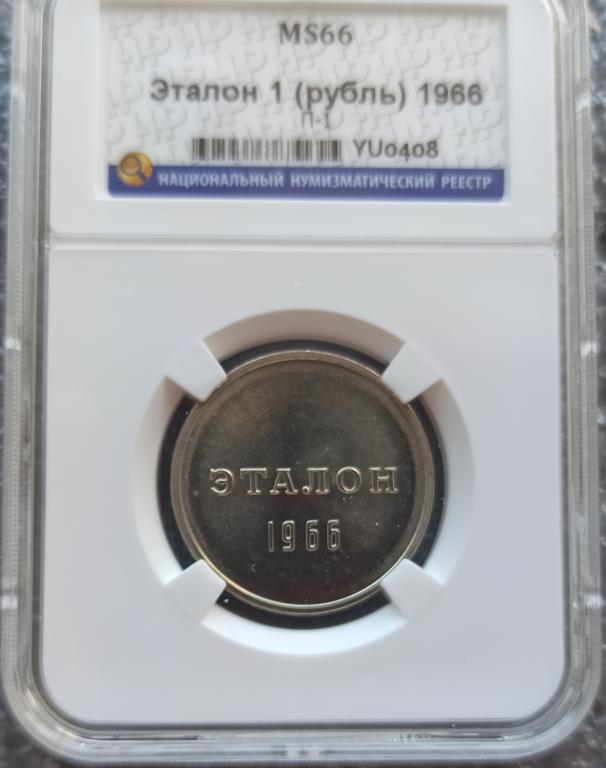 MS66
Эталон 1 (рубль) 1966
П-1
YU0408
НАЦИОНАЛЬНЫЙ НУМИЗМАТИЧЕСКИЙ РЕЕСТР
ЭТАЛОН
1966